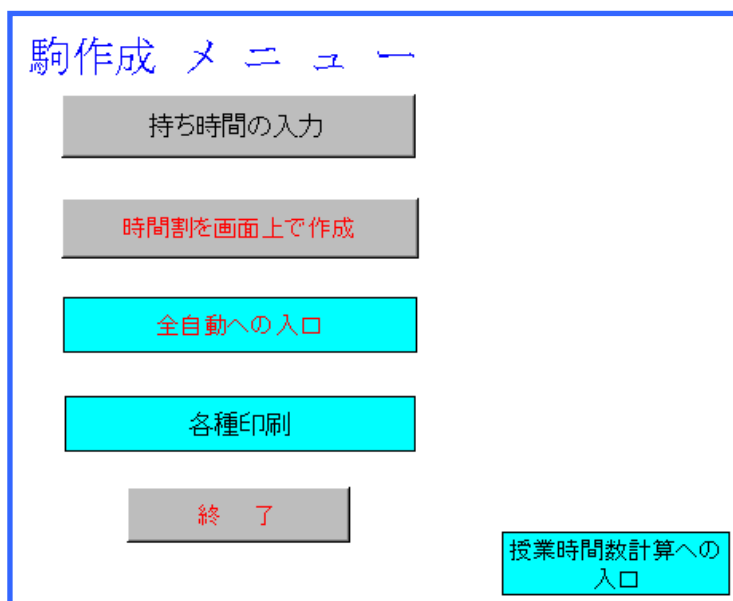 駒作成 メニュー
持ち時間の入力
時間割を画面上で作成
全自動への入口
各種印刷
終 了
授業時間数計算への
入口